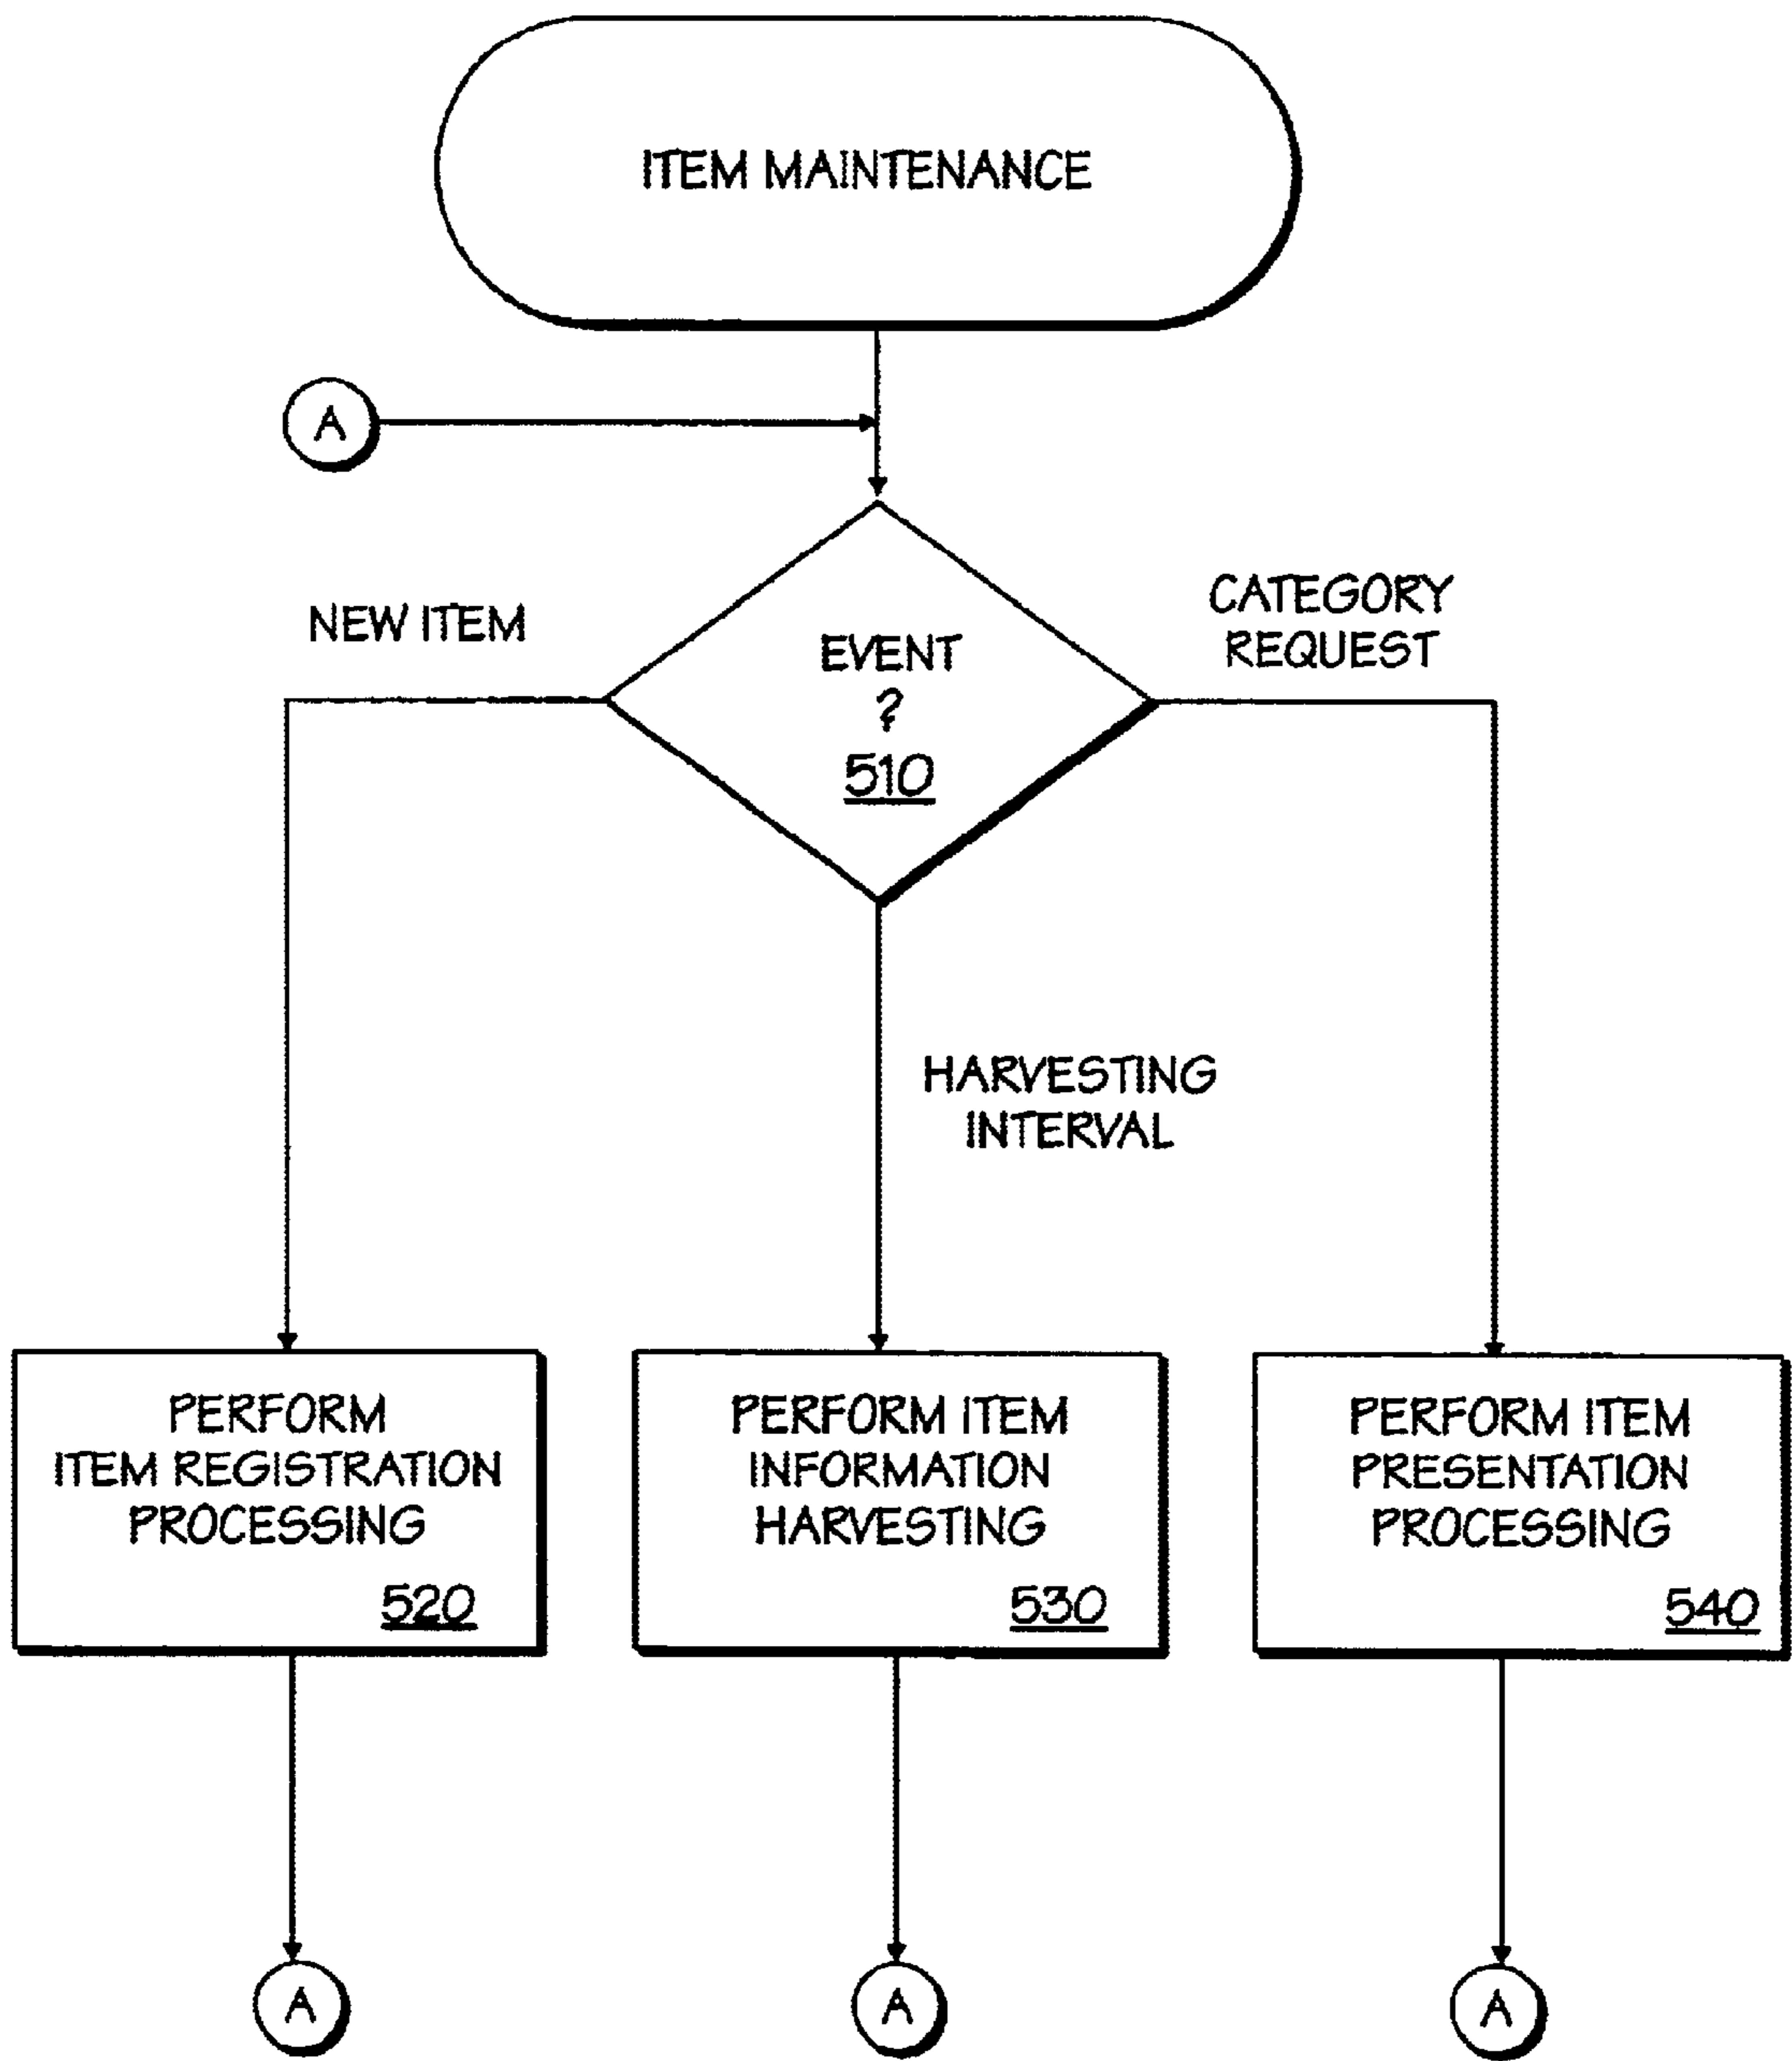 ITEM MAINTENANCE
A
NEW ITEM
EVENT
?
510
CATEGORY
REQUEST
HARVESTING
INTERVAL
PERFORM
ITEM REGISTRATION
PROCESSING
520
PERFORM ITEM
INFORMATION
HARVESTING
530
PERFORM ITEM
PRESENTATION
PROCESSING
540
A
A
A